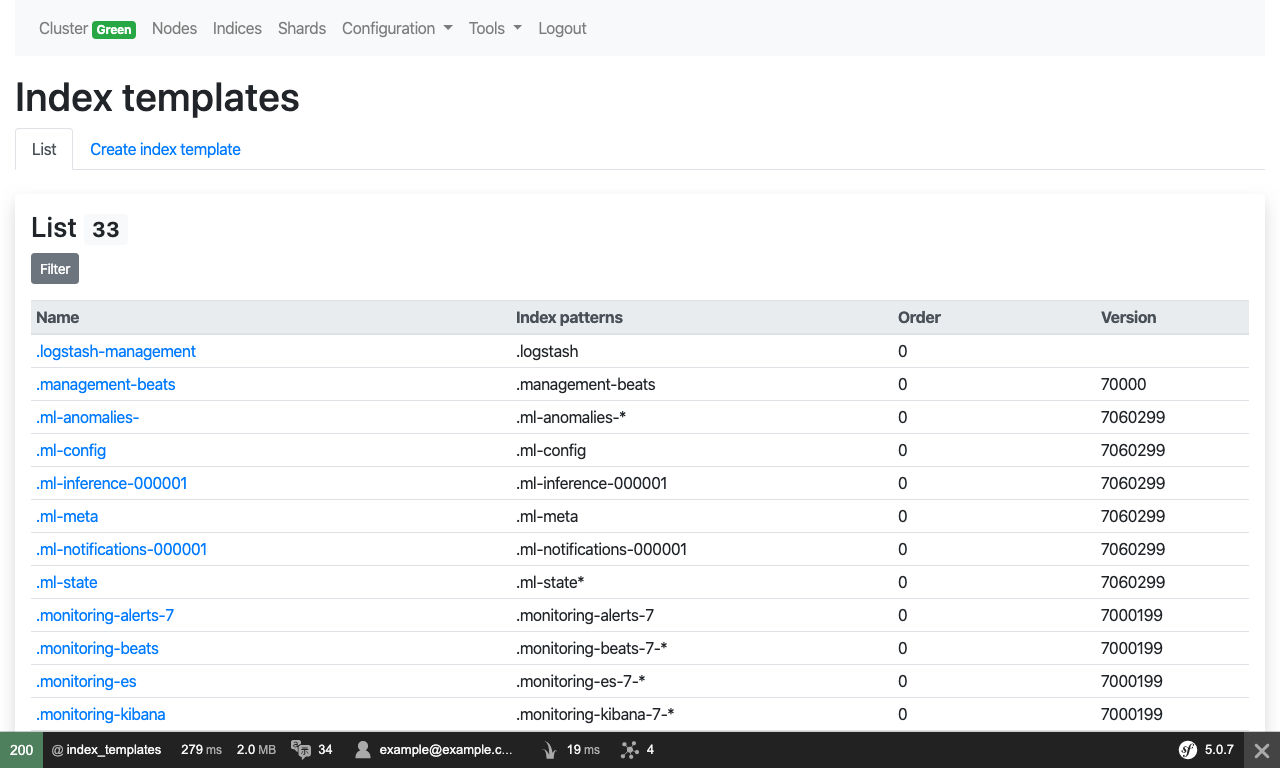 Cluster Green Nodes Indices Shards Configuration Tools Logout
Index templates
List Create index template
List 33
Filter
Name Index patterns Order Version
.logstash-management .logstash 0
.management-beats .management-beats 0 70000
.ml-anomalies- .ml-anomalies-* 0 7060299
.ml-config .ml-config 0 7060299
.ml-inference-000001 .ml-inference-000001 0 7060299
.ml-meta .ml-meta 0 7060299
.ml-notifications-000001 .ml-notifications-000001 0 7060299
.ml-state .ml-state* 0 7060299
.monitoring-alerts-7 .monitoring-alerts-7 0 7000199
.monitoring-beats .monitoring-beats-7-* 0 7000199
.monitoring-es .monitoring-es-7-* 0 7000199
.monitoring-kibana .monitoring-kibana-7-* 0 7000199
200 @ index_templates 279 ms 2.0 MB 34 example@example.c... 19 ms 4 sf 5.0.7